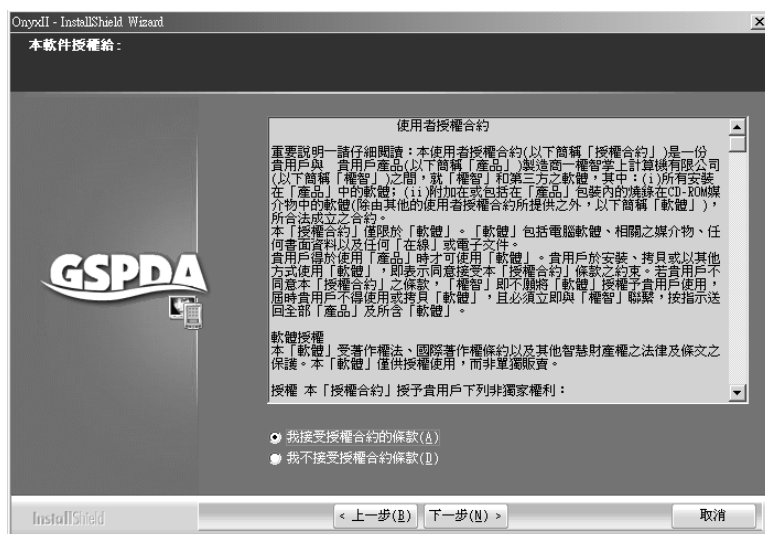 OnyxII - InstallShield Wizard
本軟件授權給：
使用者授權合約
重要說明一請仔細閱讀：本使用者授權合約(以下簡稱「授權合約」)是一份
貴用戶與 貴用戶產品(以下簡稱「產品」)製造商一權智掌上計算機有限公司
(以下簡稱「權智」)之間，就「權智」和第三方之軟體，其中：(i)所有安裝
在「產品」中的軟體；(ii)附加在或包括在「產品」包裝內的燒錄在CD-ROM媒
介物中的軟體(除由其他的使用者授權合約所提供之外，以下簡稱「軟體」)，
所合法成立之合約。
本「授權合約」僅限於「軟體」。「軟體」包括電腦軟體、相關之媒介物、任
何書面資料以及任何「在線」或電子文件。
貴用戶得於使用「產品」時才可使用「軟體」。貴用戶於安裝、拷貝或以其他
方式使用「軟體」，即表示同意接受本「授權合約」條款之約束。若貴用戶不
同意本「授權合約」之條款，「權智」即不願將「軟體」授權予貴用戶使用，
屆時貴用戶不得使用或拷貝「軟體」，且必須立即與「權智」聯繫，按指示送
回全部「產品」及所含「軟體」。
軟體授權
本「軟體」受著作權法、國際著作權條約以及其他智慧財產權之法律及條文之
保護。本「軟體」僅供授權使用，而非單獨販賣。
授權 本「授權合約」授予貴用戶下列非獨家權利：
GSPDA
我接受授權合約的條款(A)
我不接受授權合約條款(D)
InstallShield
< 上一步(B)
下一步(N) >
取消